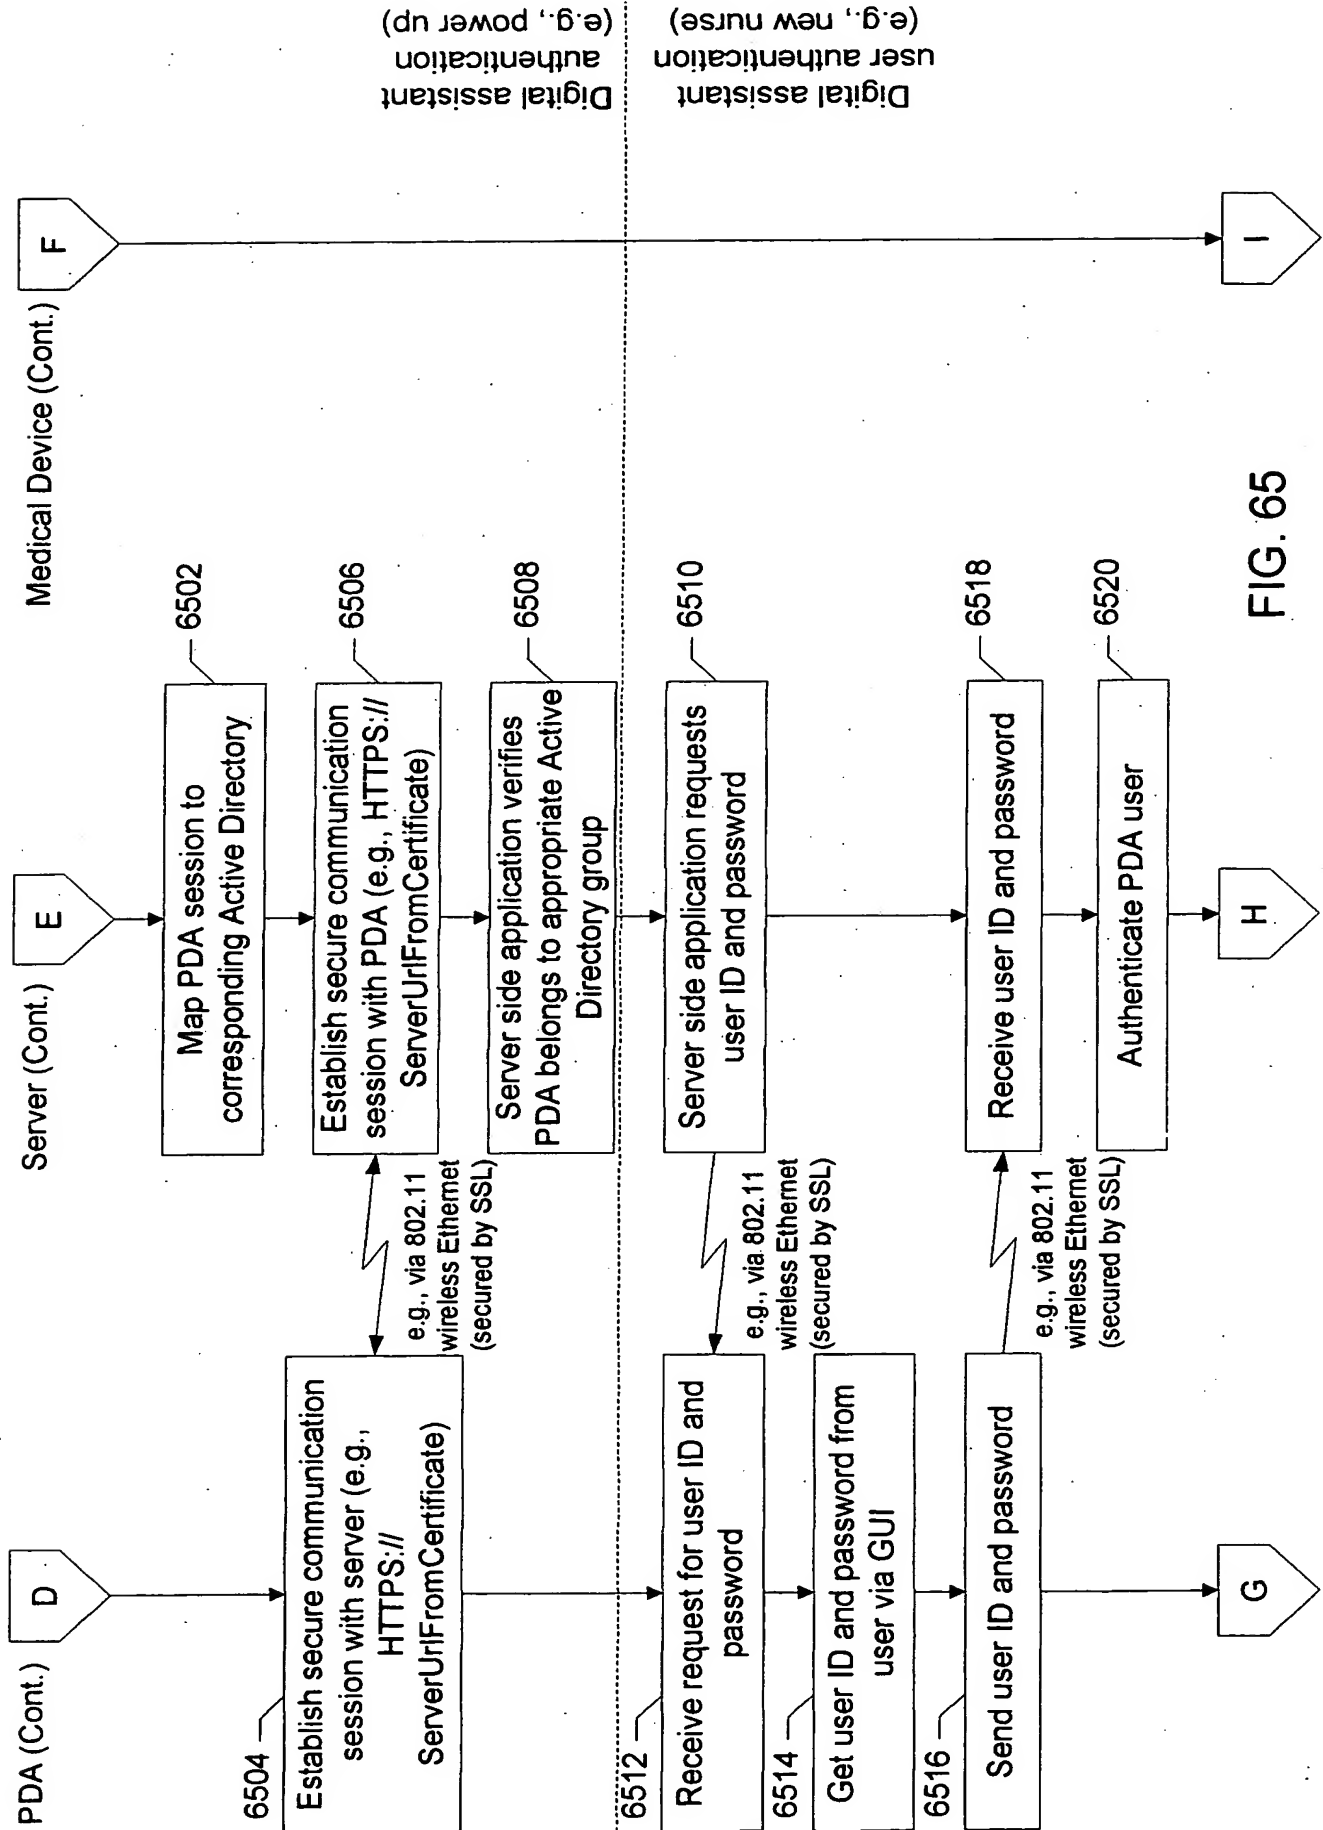 PDA (Cont.)
Server (Cont.)
Medical Device (Cont.)
D
E
F
6502
Map PDA session to
corresponding Active Directory
6504
Establish secure communication
session with server (e.g.,
HTTPS://
ServerUrlFromCertificate)
6506
Establish secure communication
session with PDA (e.g., HTTPS://
ServerUrlFromCertificate)
e.g., via 802.11
wireless Ethernet
(secured by SSL)
6508
Server side application verifies
PDA belongs to appropriate Active
Directory group
Digital assistant
authentication
(e.g., power up)
Digital assistant
user authentication
(e.g., new nurse)
6510
Server side application requests
user ID and password
6512
Receive request for user ID and
password
e.g., via 802.11
wireless Ethernet
(secured by SSL)
6514
Get user ID and password from
user via GUI
6516
Send user ID and password
6518
Receive user ID and password
e.g., via 802.11
wireless Ethernet
(secured by SSL)
6520
Authenticate PDA user
G
H
I
FIG. 65